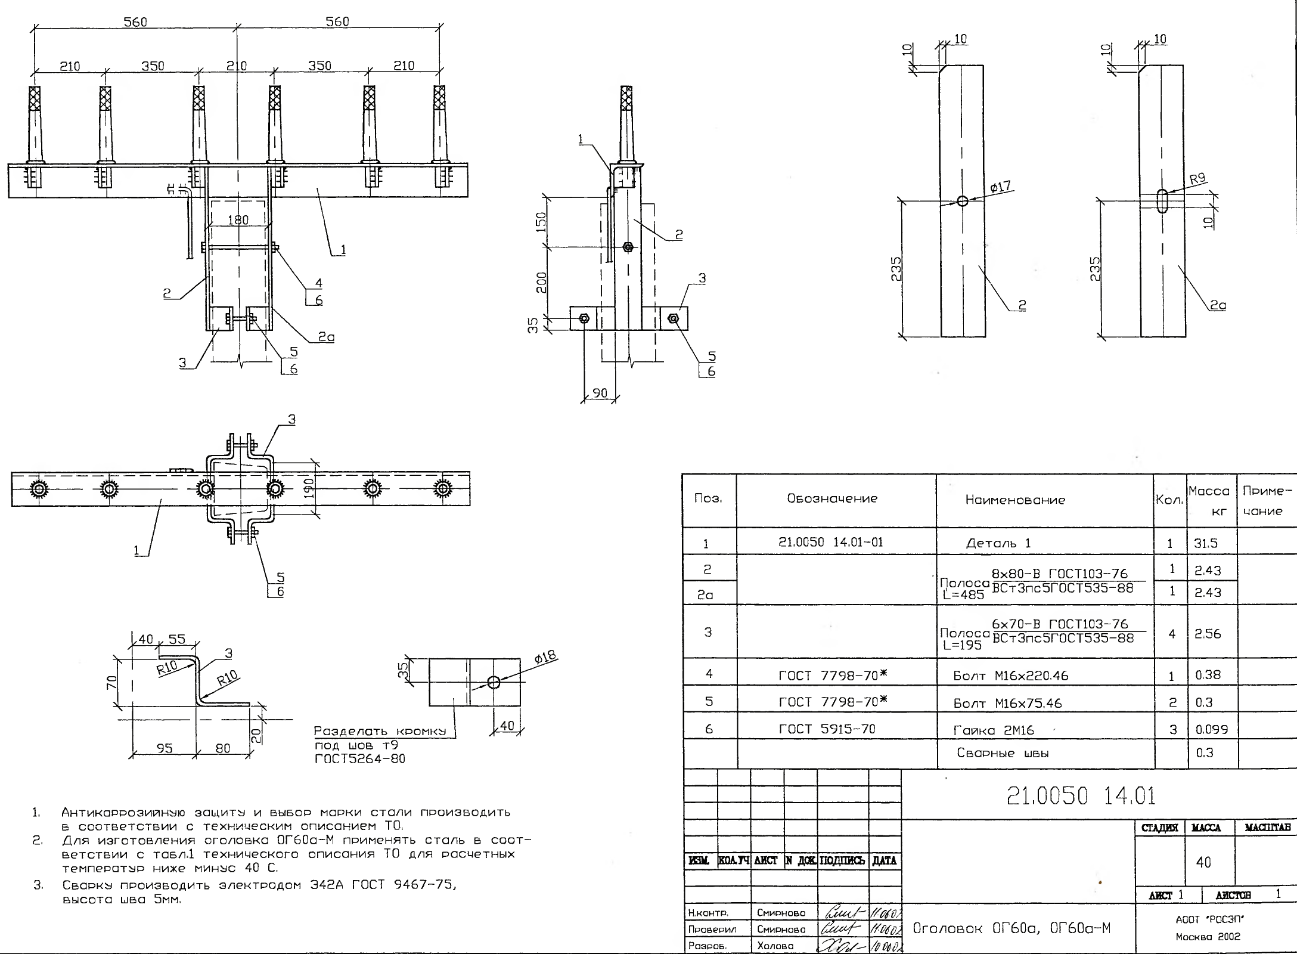 560 560
210 350 210 350 210
180
1
2
4
6
2а
3
5
6
1
150
200
35
2
3
5
6
90
10 10
ø17
235
2
10 10
R9
10
235
2а
3
190
1
5
6
40 55
R10
3
R10
70
20
95 80
35
ø18
40
Разделать кромку
под шов т9
ГОСТ5264-80
1. Антикаррозийную защиту и выбор марки стали производить
в соответствии с техническим описанием ТО.
2. Для изготовления оголовка ОГ60а-М применять сталь в соот-
ветствии с табл.1 технического описания ТО для расчетных
температур ниже минус 40 С.
3. Сварку производить электродом Э42А ГОСТ 9467-75,
высота шва 5мм.
Поз. Обозначение Наименование Кол. Масса кг Приме-чание
1 21.0050 14.01-01 Деталь 1 1 31.5
2 8х80-В ГОСТ103-76 1 2.43
Полоса ВСт3пс5ГОСТ535-88
2а L=485 1 2.43
6х70-В ГОСТ103-76
3 Полоса ВСт3пс5ГОСТ535-88 4 2.56
L=195
4 ГОСТ 7798-70* Болт М16х220.46 1 0.38
5 ГОСТ 7798-70* Болт М16х75.46 2 0.3
6 ГОСТ 5915-70 Гайка 2М16 3 0.099
Сварные швы 0.3
21.0050 14.01
СТАДИЯ МАССА МАСШТАБ
40
ИЗМ. КОЛ.УЧ ЛИСТ N ДОК. ПОДПИСЬ ДАТА
ЛИСТ 1 ЛИСТОВ 1
Н.контр. Смирнова
Проверил Смирнова
Разраб. Холова
Оголовок ОГ60а, ОГ60а-М
АООТ "РОСЭП"
Москва 2002